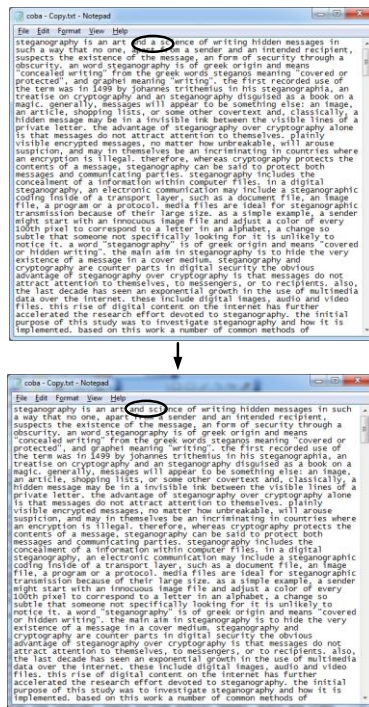 coba - Copy.txt - Notepad
File Edit Format View Help
steganography is an art and a science of writing hidden messages in
such a way that no one, apart from a sender and an intended recipient,
suspects the existence of the message, an form of security through a
obscurity. an word steganography is of greek origin and means
"concealed writing" from the greek words steganos meaning "covered or
protected", and graphei meaning "writing". the first recorded use of
the term was in 1499 by johannes trithemius in his steganographia, an
treatise on cryptography and an steganography disguised as a book on a
magic. generally, messages will appear to be something else: an image,
an article, shopping lists, or some other covertext and, classically, a
hidden message may be in a invisible ink between the visible lines of a
private letter. the advantage of steganography over cryptography alone
is that messages do not attract attention to themselves. plainly
visible encrypted messages, no matter how unbreakable, will arouse
suspicion, and may in themselves be an incriminating in countries where
an encryption is illegal. therefore, whereas cryptography protects the
contents of a message, steganography can be said to protect both
messages and communicating parties. steganography includes the
concealment of a information within computer files. in a digital
steganography, an electronic communication may include a steganographic
coding inside of a transport layer, such as a document file, an image
file, a program or a protocol. media files are ideal for steganographic
transmission because of their large size. as a simple example, a sender
might start with an innocuous image file and adjust a color of every
100th pixel to correspond to a letter in an alphabet, a change so
subtle that someone not specifically looking for it is unlikely to
notice it. a word "steganography" is of greek origin and means "covered
or hidden writing". the main aim in steganography is to hide the very
existence of a message in a cover medium. steganography and
cryptography are counter parts in digital security the obvious
advantage of steganography over cryptography is that messages do not
attract attention to themselves, to messengers, or to recipients. also,
the last decade has seen an exponential growth in the use of multimedia
data over the internet. these include digital images, audio and video
files. this rise of digital content on the internet has further
accelerated the research effort devoted to steganography. the initial
purpose of this study was to investigate steganography and how it is
implemented. based on this work a number of common methods of
coba - Copy.txt - Notepad
File Edit Format View Help
steganography is an art and science of writing hidden messages in such
a way that no one, apart from a sender and an intended recipient,
suspects the existence of the message, an form of security through a
obscurity. an word steganography is of greek origin and means
"concealed writing" from the greek words steganos meaning "covered or
protected", and graphei meaning "writing". the first recorded use of
the term was in 1499 by johannes trithemius in his steganographia, an
treatise on cryptography and an steganography disguised as a book on a
magic. generally, messages will appear to be something else: an image,
an article, shopping lists, or some other covertext and, classically, a
hidden message may be in a invisible ink between the visible lines of a
private letter. the advantage of steganography over cryptography alone
is that messages do not attract attention to themselves. plainly
visible encrypted messages, no matter how unbreakable, will arouse
suspicion, and may in themselves be an incriminating in countries where
an encryption is illegal. therefore, whereas cryptography protects the
contents of a message, steganography can be said to protect both
messages and communicating parties. steganography includes the
concealment of a information within computer files. in a digital
steganography, an electronic communication may include a steganographic
coding inside of a transport layer, such as a document file, an image
file, a program or a protocol. media files are ideal for steganographic
transmission because of their large size. as a simple example, a sender
might start with an innocuous image file and adjust a color of every
100th pixel to correspond to a letter in an alphabet, a change so
subtle that someone not specifically looking for it is unlikely to
notice it. a word "steganography" is of greek origin and means "covered
or hidden writing". the main aim in steganography is to hide the very
existence of a message in a cover medium. steganography and
cryptography are counter parts in digital security the obvious
advantage of steganography over cryptography is that messages do not
attract attention to themselves, to messengers, or to recipients. also,
the last decade has seen an exponential growth in the use of multimedia
data over the internet. these include digital images, audio and video
files. this rise of digital content on the internet has further
accelerated the research effort devoted to steganography. the initial
purpose of this study was to investigate steganography and how it is
implemented. based on this work a number of common methods of